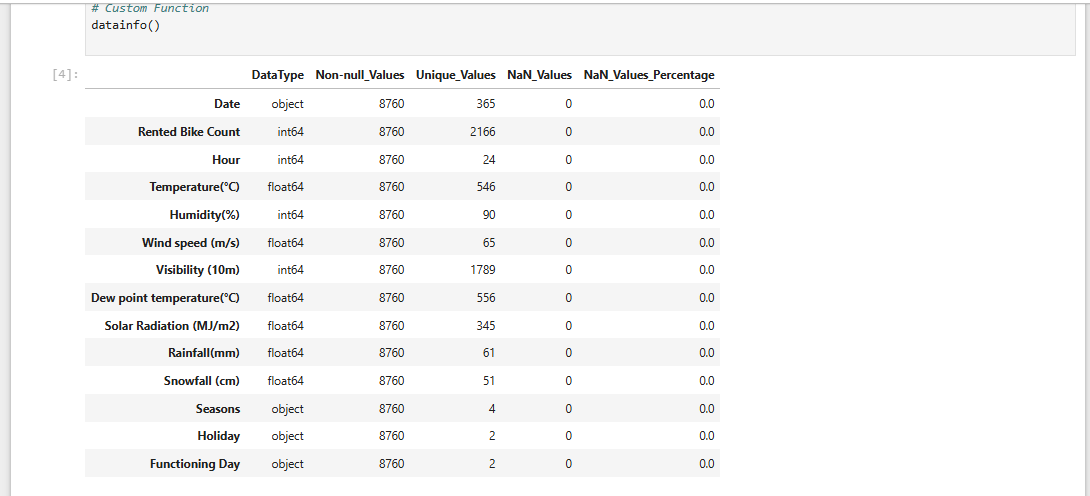 # Custom Function
datainfo()
[4]:
DataType Non-null_Values Unique_Values NaN_Values NaN_Values_Percentage
Date object 8760 365 0 0.0
Rented Bike Count int64 8760 2166 0 0.0
Hour int64 8760 24 0 0.0
Temperature(°C) float64 8760 546 0 0.0
Humidity(%) int64 8760 90 0 0.0
Wind speed (m/s) float64 8760 65 0 0.0
Visibility (10m) int64 8760 1789 0 0.0
Dew point temperature(°C) float64 8760 556 0 0.0
Solar Radiation (MJ/m2) float64 8760 345 0 0.0
Rainfall(mm) float64 8760 61 0 0.0
Snowfall (cm) float64 8760 51 0 0.0
Seasons object 8760 4 0 0.0
Holiday object 8760 2 0 0.0
Functioning Day object 8760 2 0 0.0